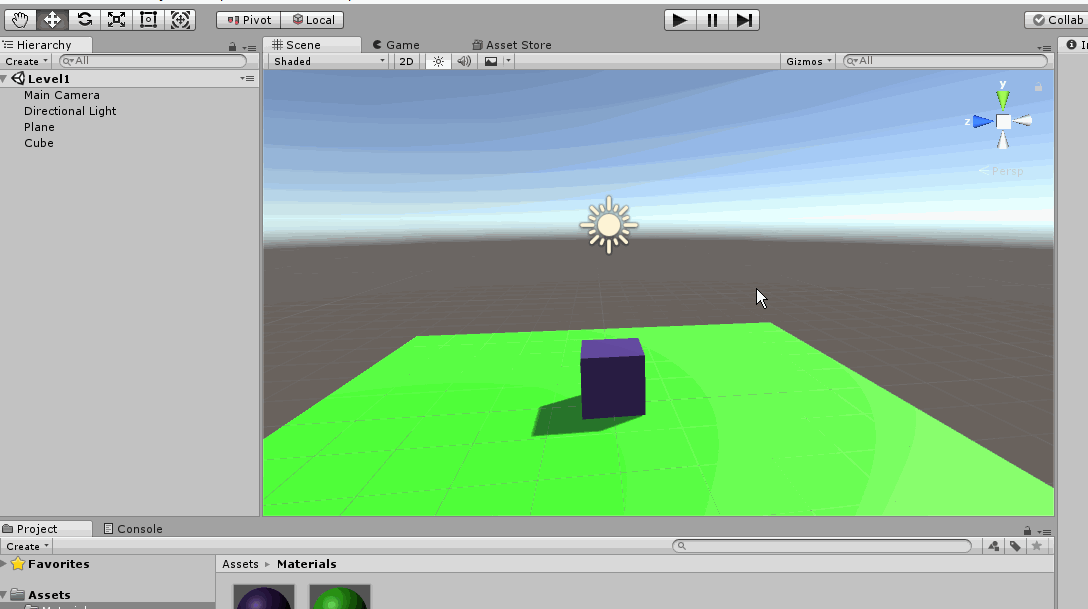 Pivot Local Collab
Hierarchy Scene Game Asset Store
Create All Shaded 2D Gizmos All
Level1
Main Camera
Directional Light
Plane
Cube
y
z
Persp
Project Console
Create
Favorites Assets Materials
Assets